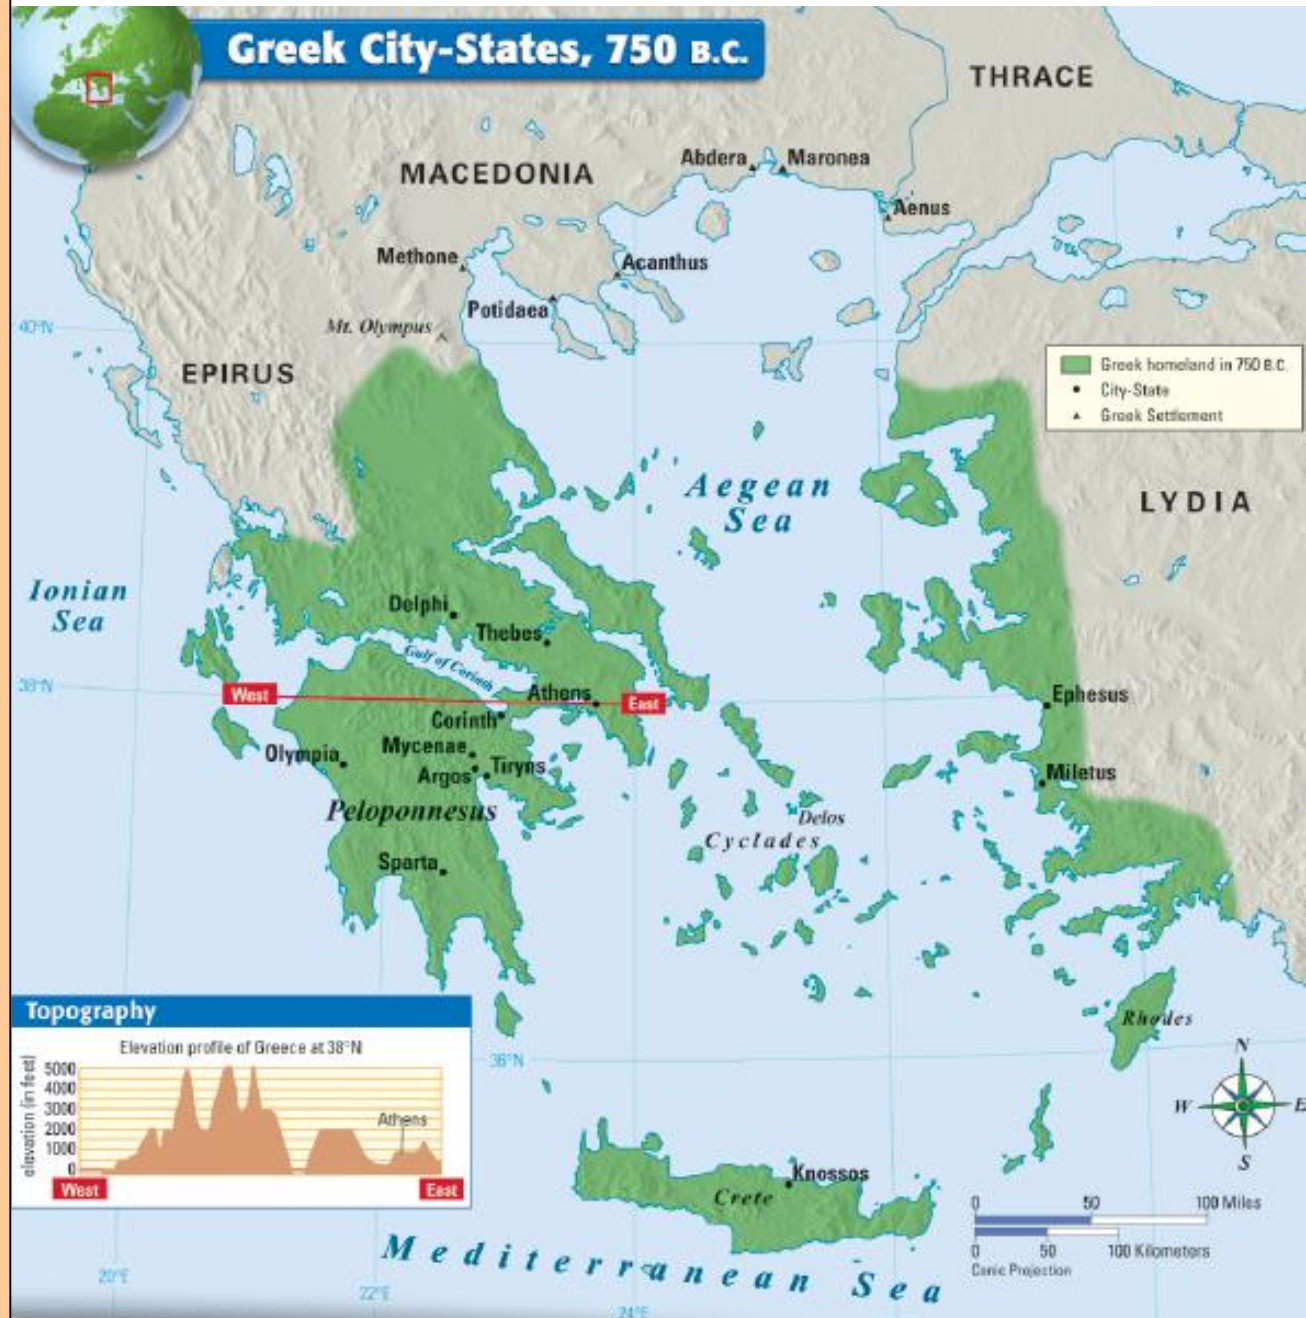 Greek City-States, 750 B.C.
THRACE
MACEDONIA
Abdera
Maronea
Aenus
Methone
Acanthus
Potidaea
Mt. Olympus
40°N
EPIRUS
Greek homeland in 750 B.C.
City-State
Greek Settlement
Aegean
Sea
LYDIA
Ionian
Sea
Delphi
Thebes
Gulf of Corinth
38°N
West
Athens
East
Ephesus
Corinth
Olympia
Mycenae
Argos
Tiryns
Miletus
Peloponnesus
Delos
Cyclades
Sparta
Topography
Elevation profile of Greece at 38°N
elevation (in feet)
5000
4000
3000
2000
1000
0
Athens
West
East
36°N
Rhodes
N
W
E
S
Knossos
Crete
0 50 100 Miles
0 50 100 Kilometers
Conic Projection
Mediterranean Sea
20°E
22°E
24°E